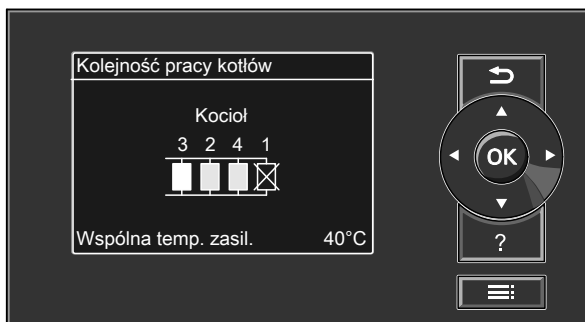 Kolejność pracy kotłów
Kocioł
3 2 4 1
Wspólna temp. zasil. 40°C
OK
?